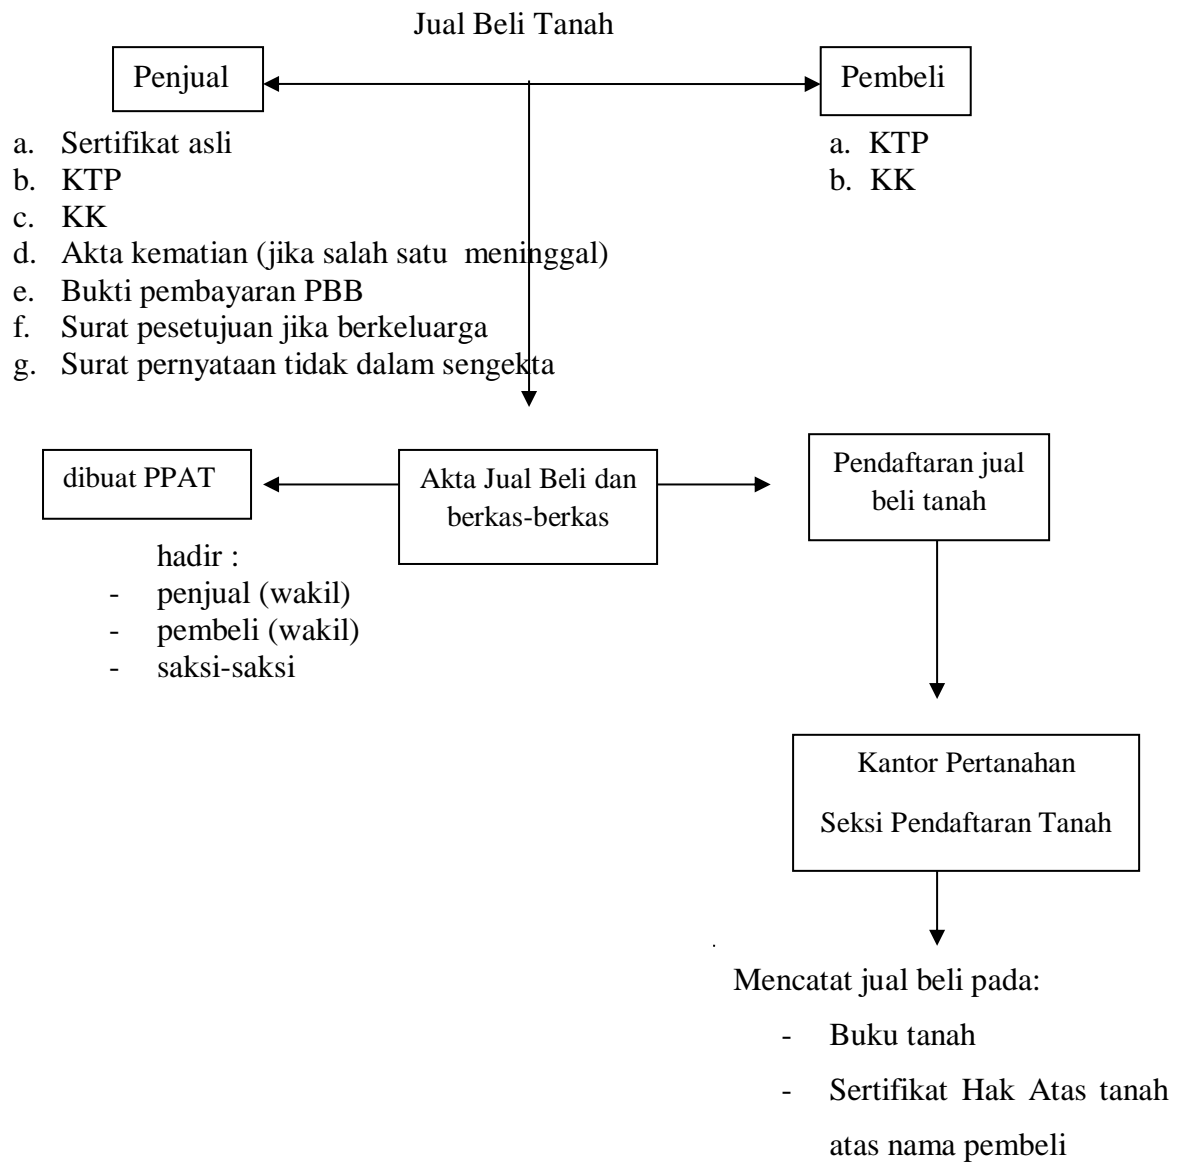 Jual Beli Tanah
Penjual
Pembeli
a. Sertifikat asli
b. KTP
c. KK
d. Akta kematian (jika salah satu meninggal)
e. Bukti pembayaran PBB
f. Surat pesetujuan jika berkeluarga
g. Surat pernyataan tidak dalam sengekta
a. KTP
b. KK
dibuat PPAT
hadir :
- penjual (wakil)
- pembeli (wakil)
- saksi-saksi
Akta Jual Beli dan
berkas-berkas
Pendaftaran jual
beli tanah
Kantor Pertanahan
Seksi Pendaftaran Tanah
Mencatat jual beli pada:
- Buku tanah
- Sertifikat Hak Atas tanah
atas nama pembeli